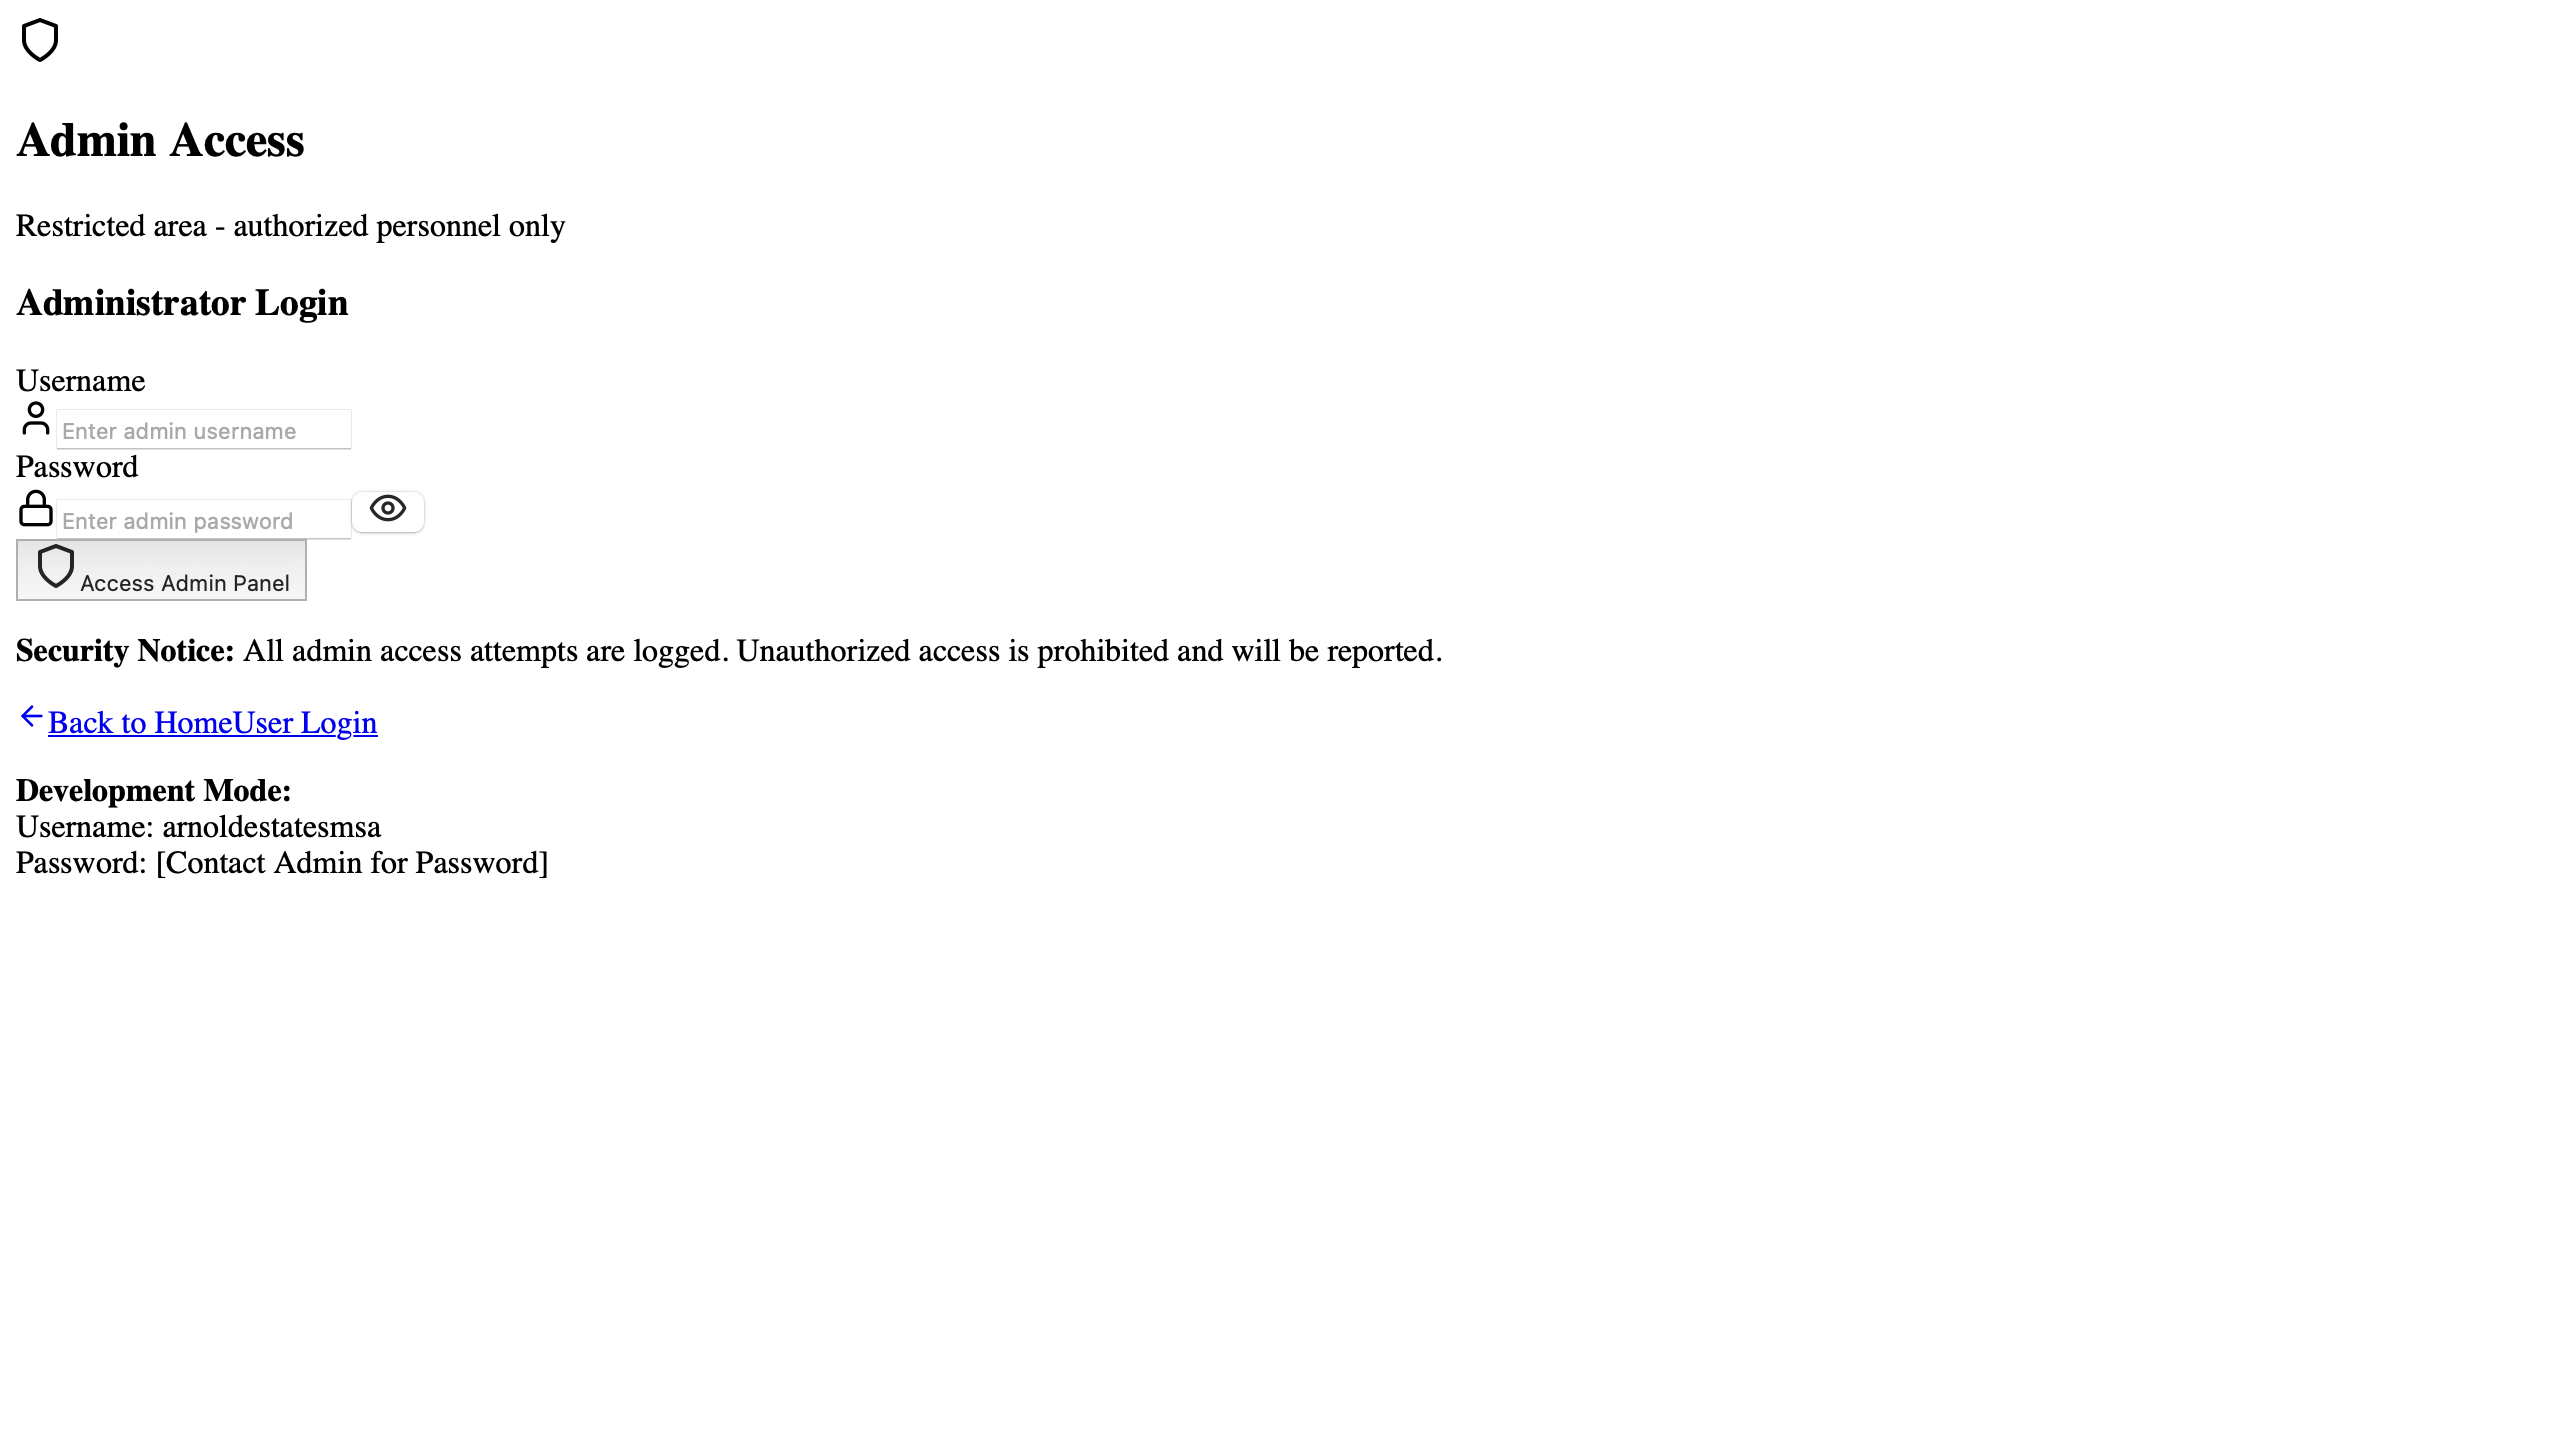 Admin Access
Restricted area - authorized personnel only
Administrator Login
Username
Enter admin username
Password
Enter admin password
Access Admin Panel
Security Notice: All admin access attempts are logged. Unauthorized access is prohibited and will be reported.
Back to HomeUser Login
Development Mode:
Username: arnoldestatesmsa
Password: [Contact Admin for Password]